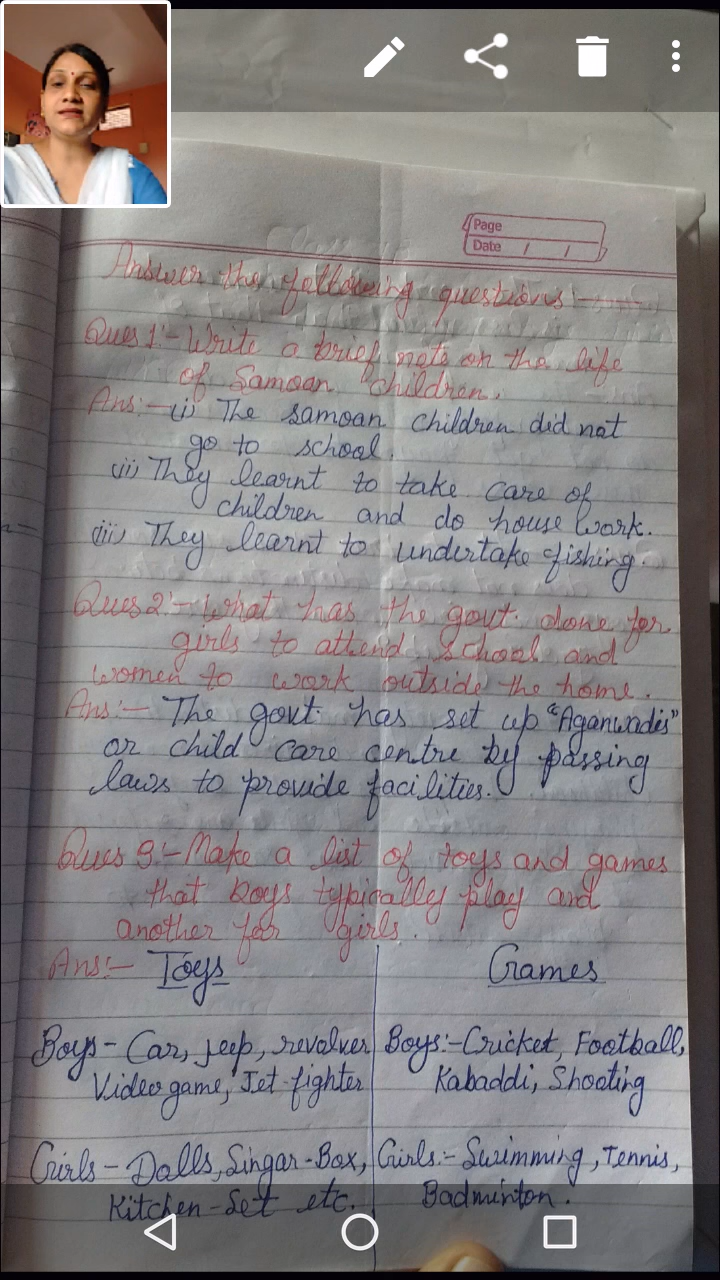 Page
Date / /
Answer the following questions:-
Ques 1:- Write a brief note on the life
of Samoan children.
Ans:- (i) The samoan children did not
go to school.
(ii) They learnt to take care of
children and do house work.
(iii) They learnt to undertake fishing.
Ques 2:- What has the govt. done for
girls to attend school and
women to work outside the home.
Ans:- The govt. has set up "Aganwadis"
or child care centre by passing
laws to provide facilities.
Ques 3:- Make a list of toys and games
that boys typically play and
another for girls.
Ans:- Toys
Games
Boys- Car, jeep, revolver
Video game, Jet-fighter
Boys:- Cricket, Football,
Kabaddi, Shooting
Girls- Dolls, Singar-Box,
Kitchen-Set etc.
Girls:- Swimming, Tennis,
Badminton.